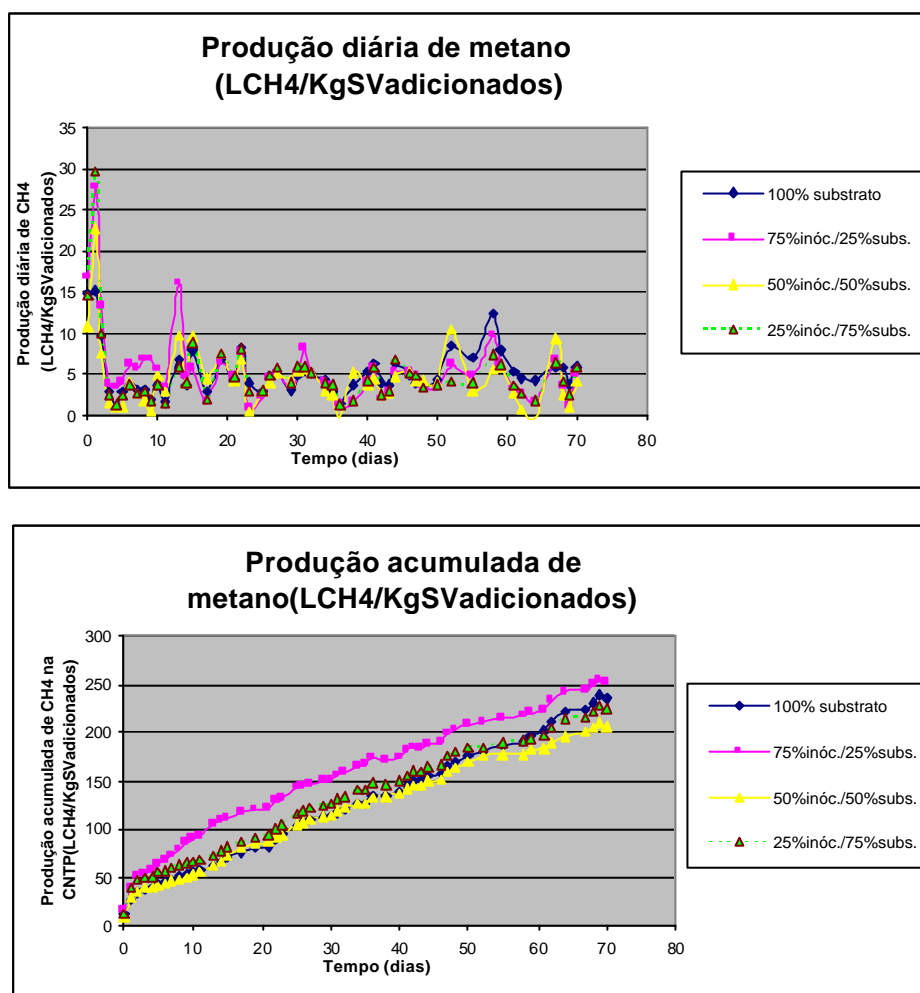 Produção diária de metano
(LCH4/KgSVadicionados)
Produção diária de CH4
(LCH4/KgSVadicionados)
35
30
25
20
15
10
5
0
0 10 20 30 40 50 60 70 80
Tempo (dias)
100% substrato
75%inóc./25%subs.
50%inóc./50%subs.
25%inóc./75%subs.
Produção acumulada de
metano(LCH4/KgSVadicionados)
Produção acumulada de CH4 na
CNTP(LCH4/KgSVadicionados)
300
250
200
150
100
50
0
0 10 20 30 40 50 60 70 80
Tempo (dias)
100% substrato
75%inóc./25%subs.
50%inóc./50%subs.
25%inóc./75%subs.